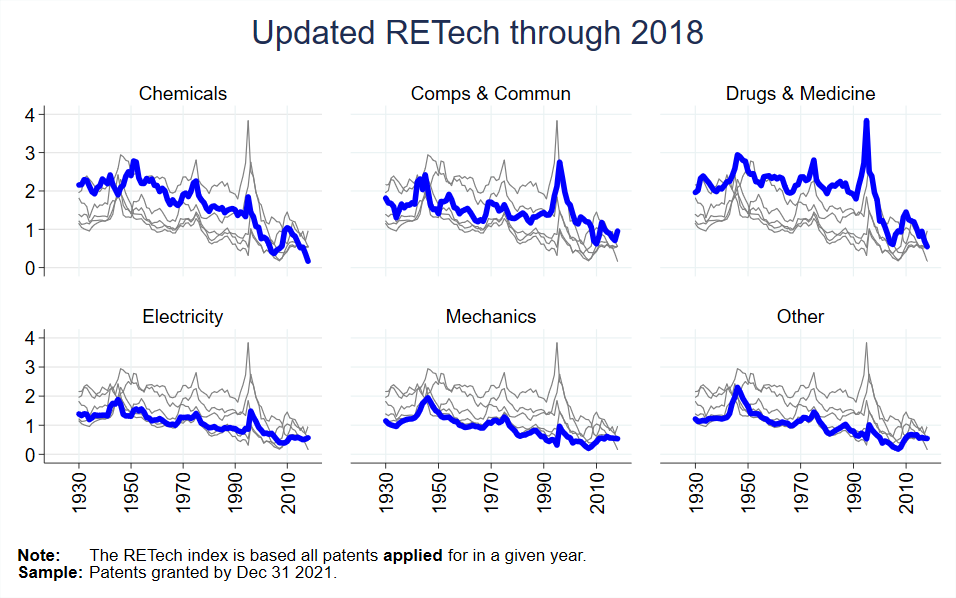 Updated RETech through 2018
Chemicals
Comps & Commun
Drugs & Medicine
4
3
2
1
0
Electricity
Mechanics
Other
4
3
2
1
0
1930 1950 1970 1990 2010
1930 1950 1970 1990 2010
1930 1950 1970 1990 2010
Note: The RETech index is based all patents applied for in a given year.
Sample: Patents granted by Dec 31 2021.